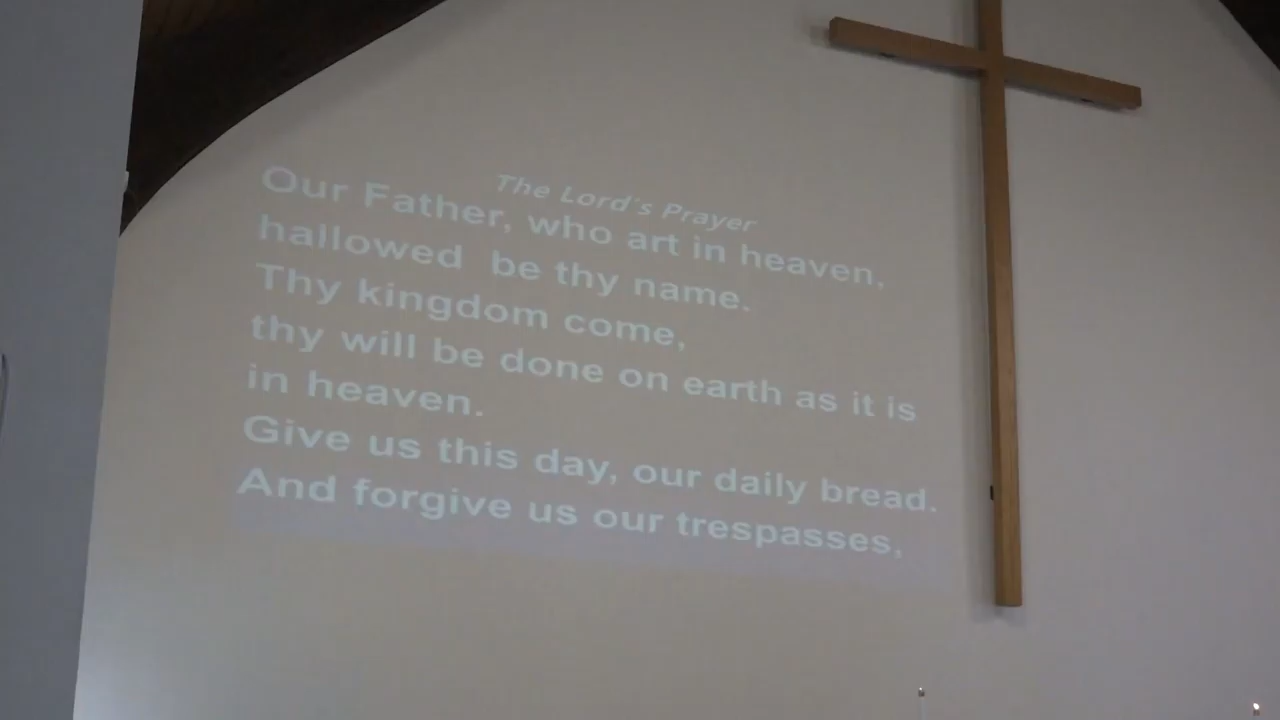 The Lord's Prayer
Our Father, who art in heaven,
hallowed be thy name.
Thy kingdom come,
thy will be done on earth as it is
in heaven.
Give us this day, our daily bread.
And forgive us our trespasses,